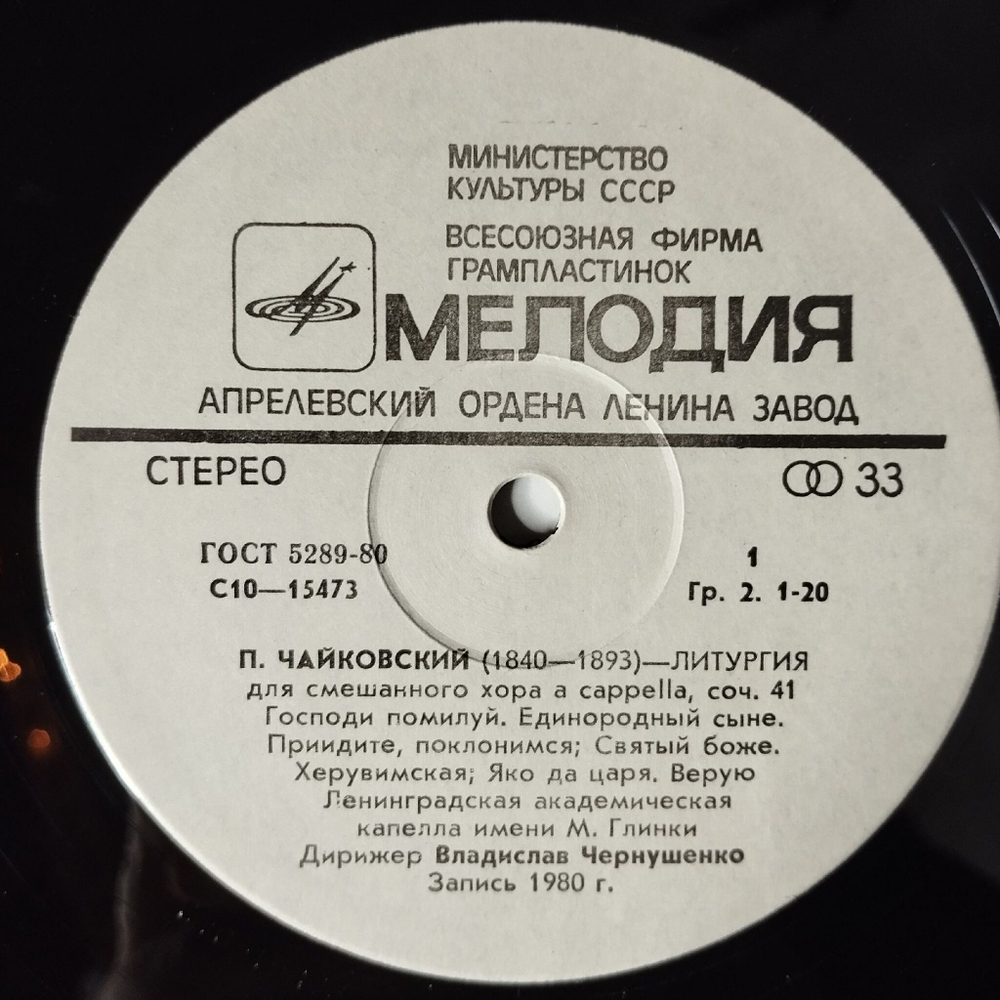 МИНИСТЕРСТВО
КУЛЬТУРЫ СССР
ВСЕСОЮЗНАЯ ФИРМА
ГРАМПЛАСТИНОК
МЕЛОДИЯ
АПРЕЛЕВСКИЙ ОРДЕНА ЛЕНИНА ЗАВОД
СТЕРЕО
33
ГОСТ 5289-80
1
С10—15473
Гр. 2. 1-20
П. ЧАЙКОВСКИЙ (1840—1893)—ЛИТУРГИЯ
для смешанного хора a cappella, соч. 41
Господи помилуй. Единородный сыне.
Приидите, поклонимся; Святый боже.
Херувимская; Яко да царя. Верую
Ленинградская академическая
капелла имени М. Глинки
Дирижер Владислав Чернушенко
Запись 1980 г.